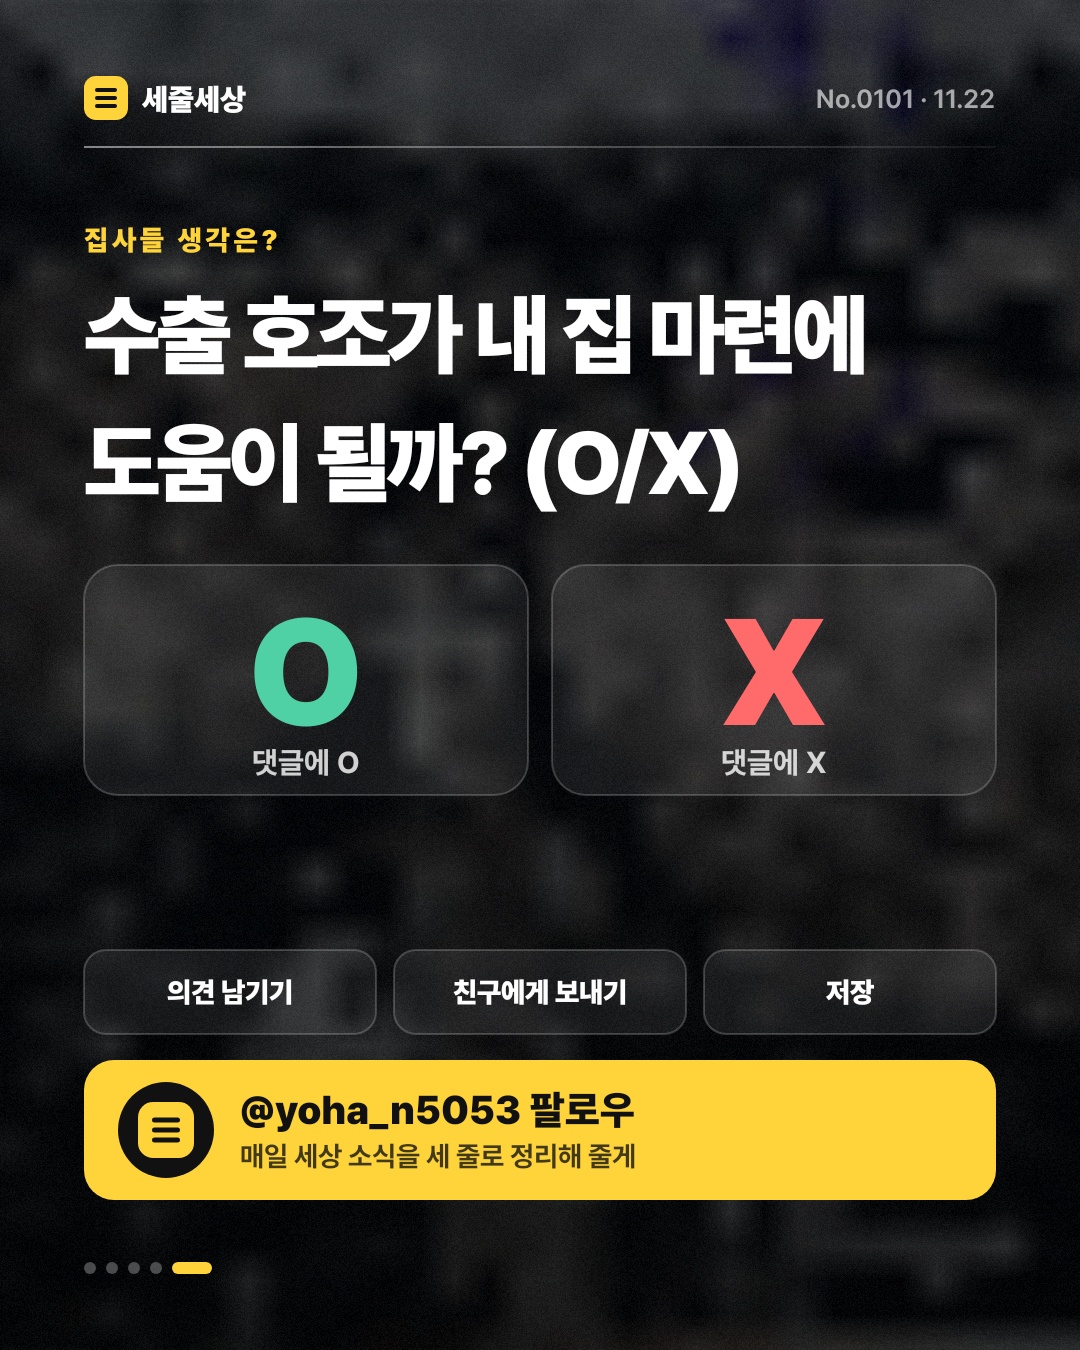 세줄세상
No.0101 · 11.22
집사들 생각은?
수출 호조가 내 집 마련에
도움이 될까? (O/X)
O
댓글에 O
X
댓글에 X
의견 남기기
친구에게 보내기
저장
@yoha_n5053 팔로우
매일 세상 소식을 세 줄로 정리해 줄게